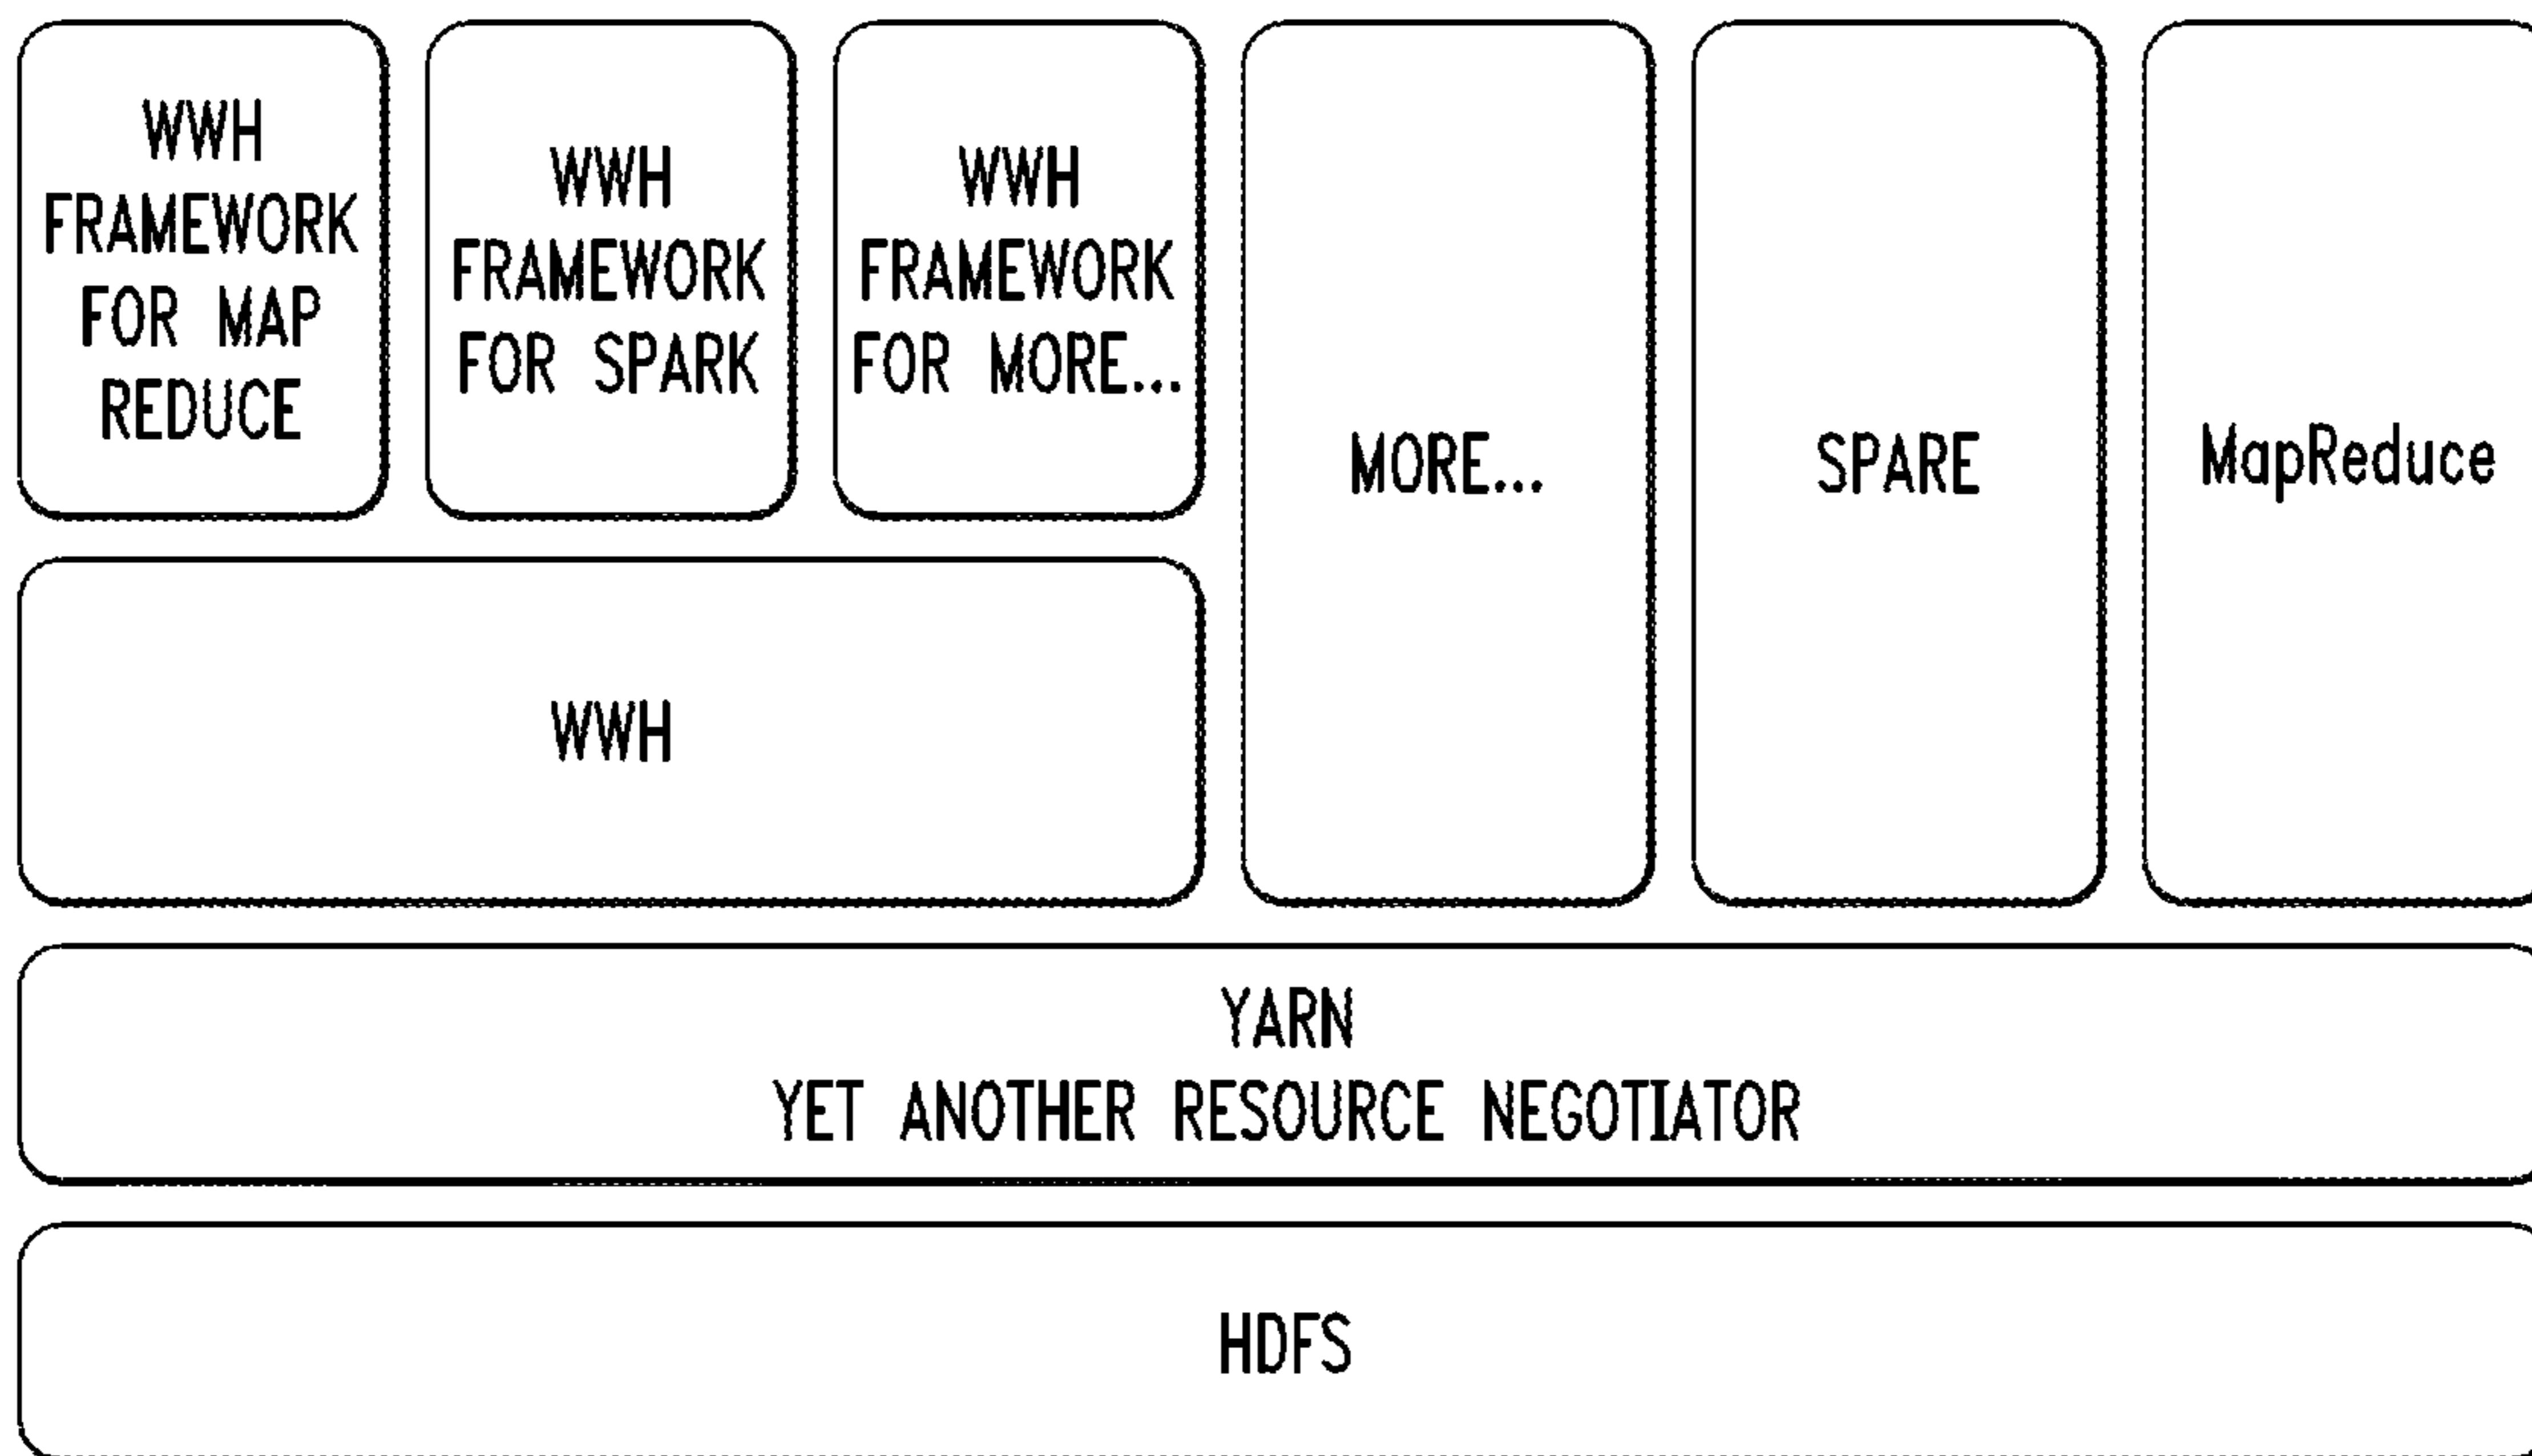 WWH
FRAMEWORK
FOR MAP
REDUCE
WWH
FRAMEWORK
FOR SPARK
WWH
FRAMEWORK
FOR MORE...
MORE...
SPARE
MapReduce
WWH
YARN
YET ANOTHER RESOURCE NEGOTIATOR
HDFS